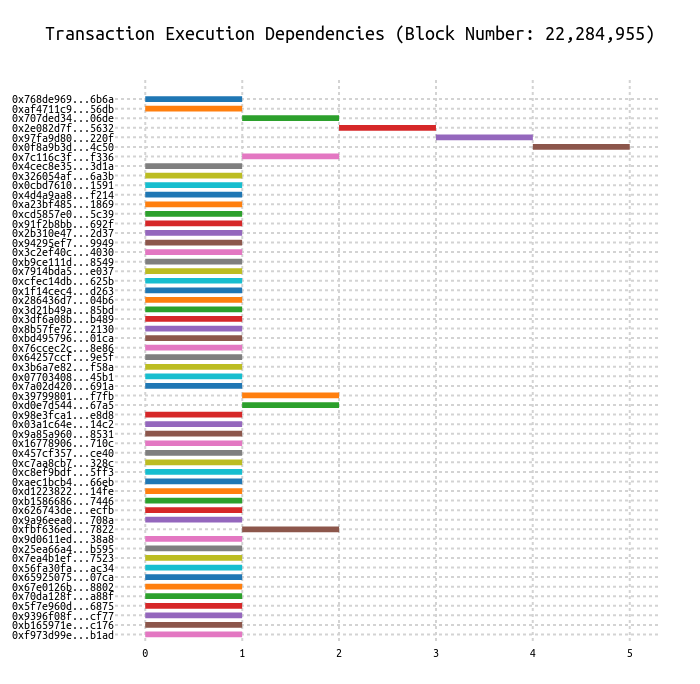 Transaction Execution Dependencies (Block Number: 22,284,955)
0x768de969...6b6a
0xaf4711c9...56db
0x707ded34...06de
0x2e082d7f...5632
0x97fa9d80...220f
0x0f8a9b3d...4c50
0x7c116c3f...f336
0x4cec8e35...3d1a
0x326054af...6a3b
0x0cbd7610...1591
0x4d4a9aa8...f214
0xa23bf485...1869
0xcd5857e0...5c39
0x91f2b8bb...692f
0x2b310e47...2d37
0x94295ef7...9949
0x3c2ef40c...4030
0xb9ce111d...8549
0x7914bda5...e037
0xcfec14db...625b
0x1f14cec4...d263
0x286436d7...04b6
0x3d21b49a...85bd
0x3df6a08b...b489
0x8b57fe72...2130
0xbd495796...01ca
0x76ccec2c...8e86
0x64257ccf...9e5f
0x3b6a7e82...f58a
0x07703408...45b1
0x7a02d420...691a
0x39799801...f7fb
0xd0e7d544...67a5
0x98e3fca1...e8d8
0x03a1c64e...14c2
0x9a85a960...8531
0x16778906...710c
0x457cf357...ce40
0xc7aa8cb7...328c
0xc8ef9bdf...5ff3
0xaec1bcb4...66eb
0xd1223822...14fe
0xb1586686...7446
0x626743de...ecfb
0x9a96eea0...708a
0xfbf636ed...7822
0x9d0611ed...38a8
0x25ea66a4...b595
0x7ea4b1ef...7523
0x56fa30fa...ac34
0x65925075...07ca
0x67e0126b...8802
0x70da128f...a88f
0x5f7e960d...6875
0x9396f08f...cf77
0xb165971e...c176
0xf973d99e...b1ad
0 1 2 3 4 5